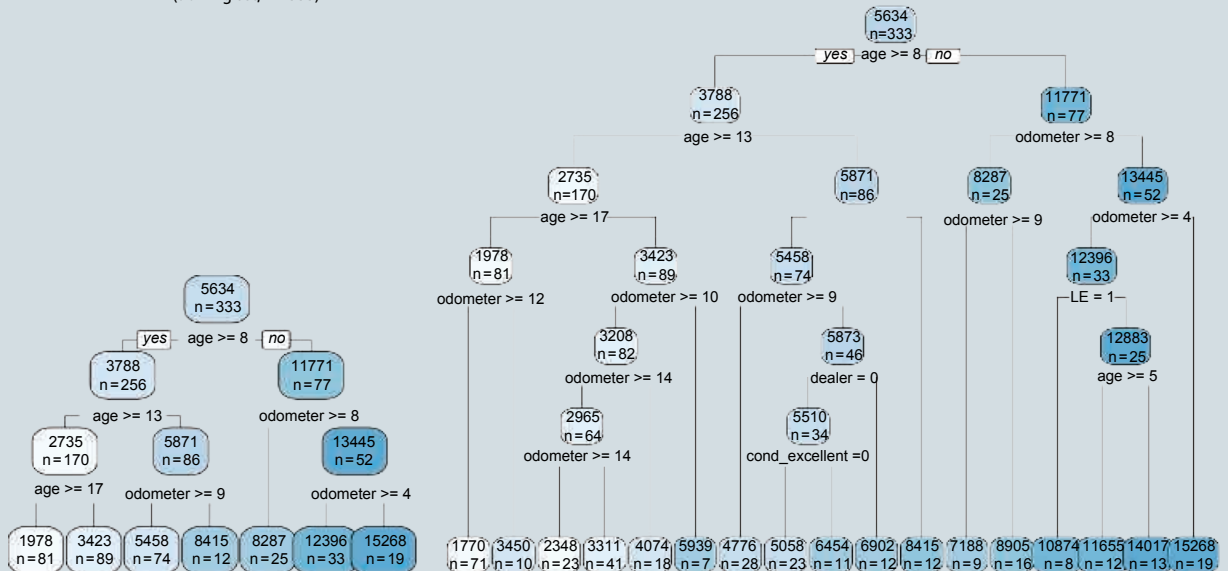 5634
n=333
yes age >= 8 no
3788
n=256
11771
n=77
age >= 13
odometer >= 8
2735
n=170
5871
n=86
13445
n=52
age >= 17
odometer >= 9
odometer >= 4
1978
n=81
3423
n=89
5458
n=74
8415
n=12
8287
n=25
12396
n=33
15268
n=19
5634
n=333
yes age >= 8 no
3788
n=256
11771
n=77
age >= 13
odometer >= 8
2735
n=170
5871
n=86
8287
n=25
13445
n=52
age >= 17
odometer >= 9
odometer >= 4
1978
n=81
3423
n=89
5458
n=74
12396
n=33
odometer >= 12
odometer >= 10
odometer >= 9
LE = 1
3208
n=82
5873
n=46
12883
n=25
odometer >= 14
dealer = 0
age >= 5
2965
n=64
5510
n=34
odometer >= 14
cond_excellent =0
1770
n=71
3450
n=10
2348
n=23
3311
n=41
4074
n=18
5939
n=7
4776
n=28
5058
n=23
6454
n=11
6902
n=12
8415
n=12
7188
n=9
8905
n=16
10874
n=8
11655
n=12
14017
n=13
15268
n=19